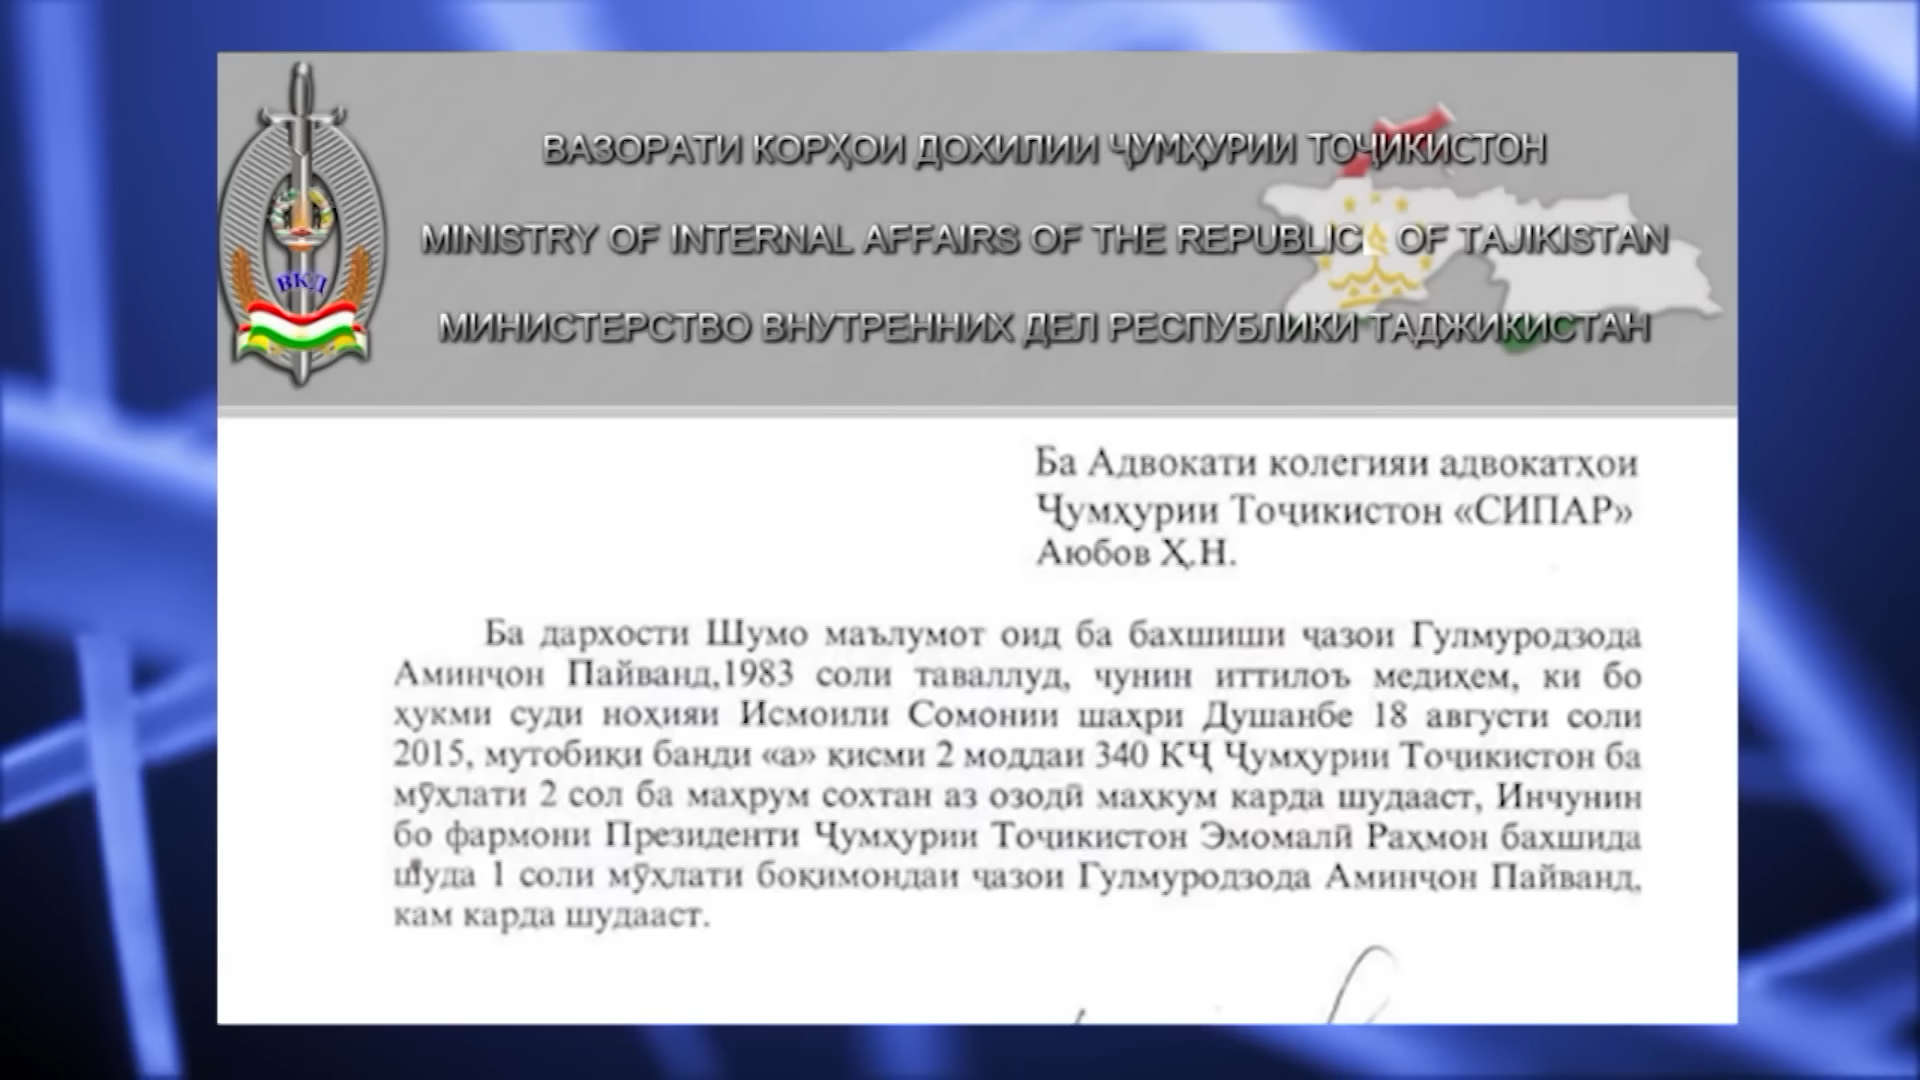 ВКД
ВАЗОРАТИ КОРҲОИ ДОХИЛИИ ҶУМҲУРИИ ТОҶИКИСТОН
MINISTRY OF INTERNAL AFFAIRS OF THE REPUBLIC OF TAJIKISTAN
МИНИСТЕРСТВО ВНУТРЕННИХ ДЕЛ РЕСПУБЛИКИ ТАДЖИКИСТАН
Ба Адвокати колегияи адвокатҳои
Ҷумҳурии Тоҷикистон «СИПАР»
Аюбов Ҳ.Н.
Ба дархости Шумо маълумот оид ба бахшиши ҷазои Гулмуродзода
Аминҷон Пайванд,1983 соли таваллуд, чунин иттилоъ медиҳем, ки бо
ҳукми суди ноҳияи Исмоили Сомонии шаҳри Душанбе 18 августи соли
2015, мутобиқи банди «а» қисми 2 моддаи 340 КҶ Ҷумҳурии Тоҷикистон ба
мӯҳлати 2 сол ба маҳрум сохтан аз озодӣ маҳкум карда шудааст, Инчунин
бо фармони Президенти Ҷумҳурии Тоҷикистон Эмомалӣ Раҳмон бахшида
шуда 1 соли мӯҳлати боқимондаи ҷазои Гулмуродзода Аминҷон Пайванд,
кам карда шудааст.